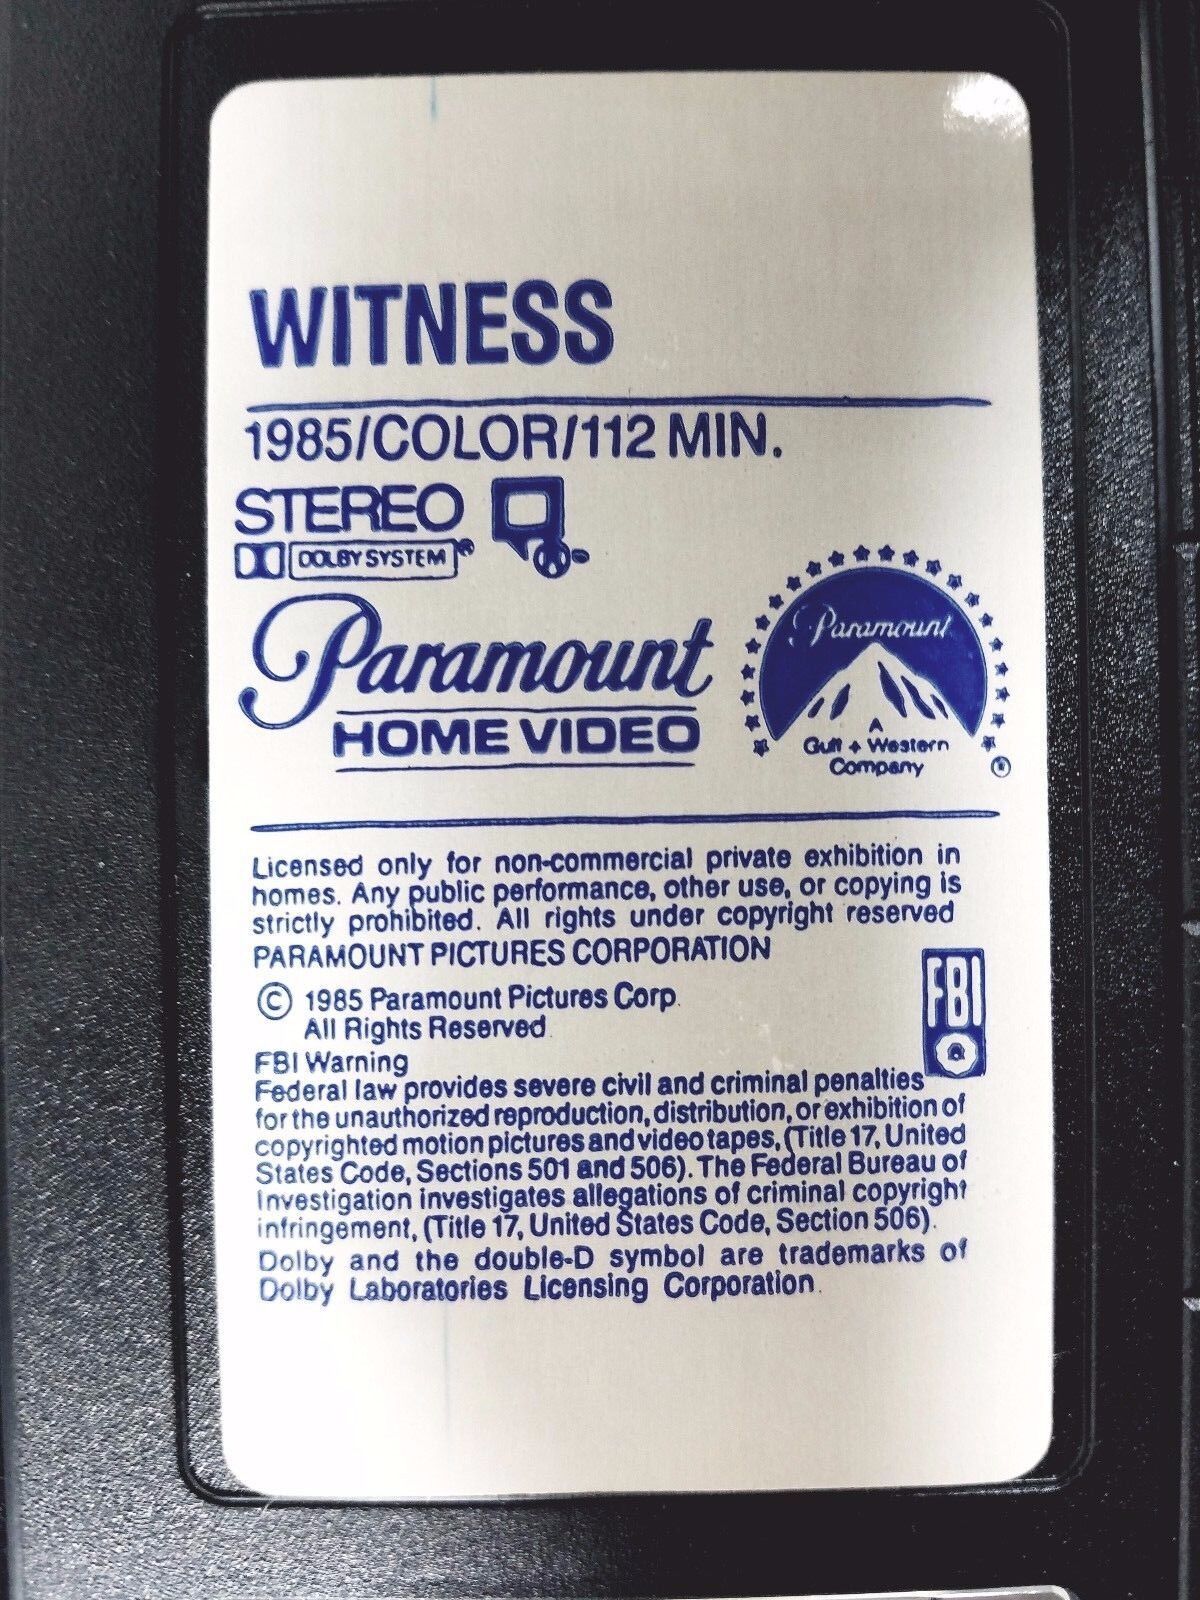 WITNESS
1985/COLOR/112 MIN.
STEREO
DOLBY SYSTEM®
Paramount
HOME VIDEO
Paramount
A
Gulf + Western
Company
®
Licensed only for non-commercial private exhibition in
homes. Any public performance, other use, or copying is
strictly prohibited. All rights under copyright reserved
PARAMOUNT PICTURES CORPORATION
© 1985 Paramount Pictures Corp.
All Rights Reserved.
FBI
FBI Warning
Federal law provides severe civil and criminal penalties
for the unauthorized reproduction, distribution, or exhibition of
copyrighted motion pictures and video tapes, (Title 17, United
States Code, Sections 501 and 506). The Federal Bureau of
Investigation investigates allegations of criminal copyright
infringement, (Title 17, United States Code, Section 506).
Dolby and the double-D symbol are trademarks of
Dolby Laboratories Licensing Corporation.